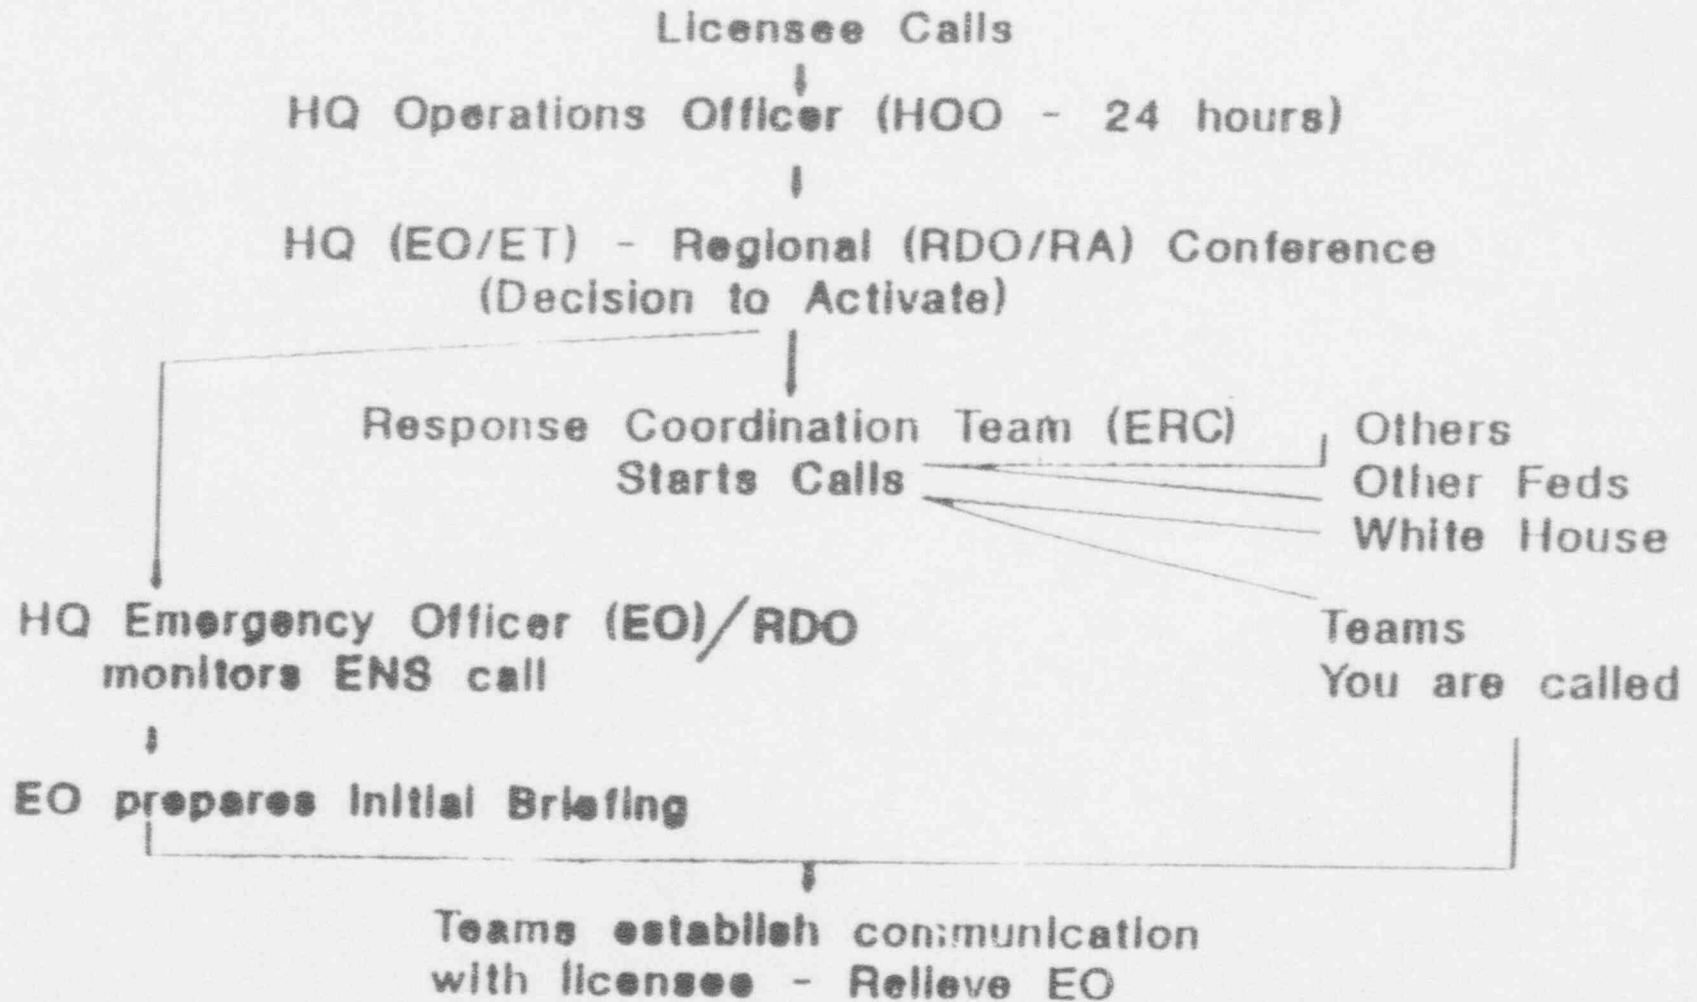 Licensee Calls
HQ Operations Officer (HOO - 24 hours)
HQ (EO/ET) - Regional (RDO/RA) Conference
(Decision to Activate)
Response Coordination Team (ERC)
Starts Calls
Others
Other Feds
White House
Teams
You are called
HQ Emergency Officer (EO)/RDO
monitors ENS call
EO prepares Initial Briefing
Teams establish communication
with licensee - Relieve EO